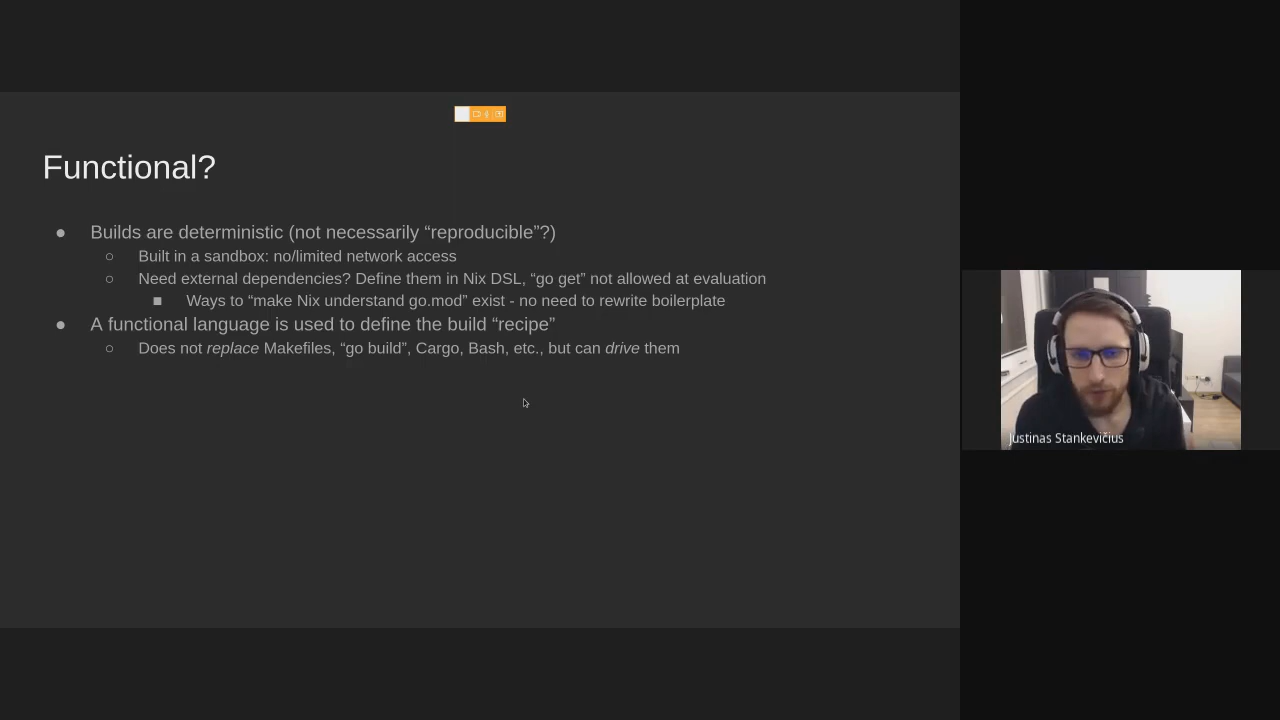 Functional?
● Builds are deterministic (not necessarily “reproducible”?)
○ Built in a sandbox: no/limited network access
○ Need external dependencies? Define them in Nix DSL, “go get” not allowed at evaluation
■ Ways to “make Nix understand go.mod” exist - no need to rewrite boilerplate
● A functional language is used to define the build “recipe”
○ Does not replace Makefiles, “go build”, Cargo, Bash, etc., but can drive them
Justinas Stankevičius